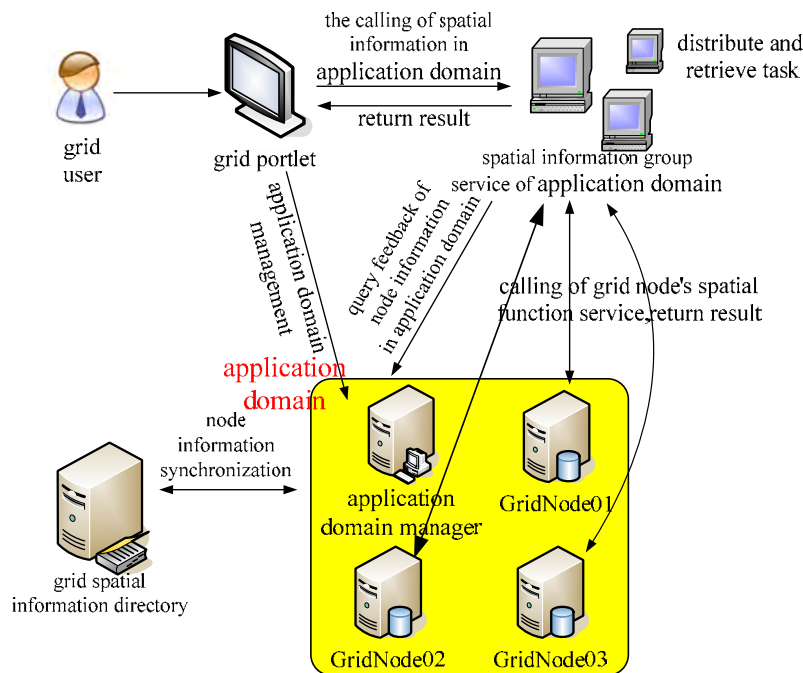 the calling of spatial
information in
application domain
return result
distribute and
retrieve task
grid
user
grid portlet
spatial information group
service of application domain
application domain
management
query feedback of
node information
in application domain
calling of grid node's spatial
function service,return result
application
domain
node
information
synchronization
application
domain manager
GridNode01
grid spatial
information directory
GridNode02
GridNode03